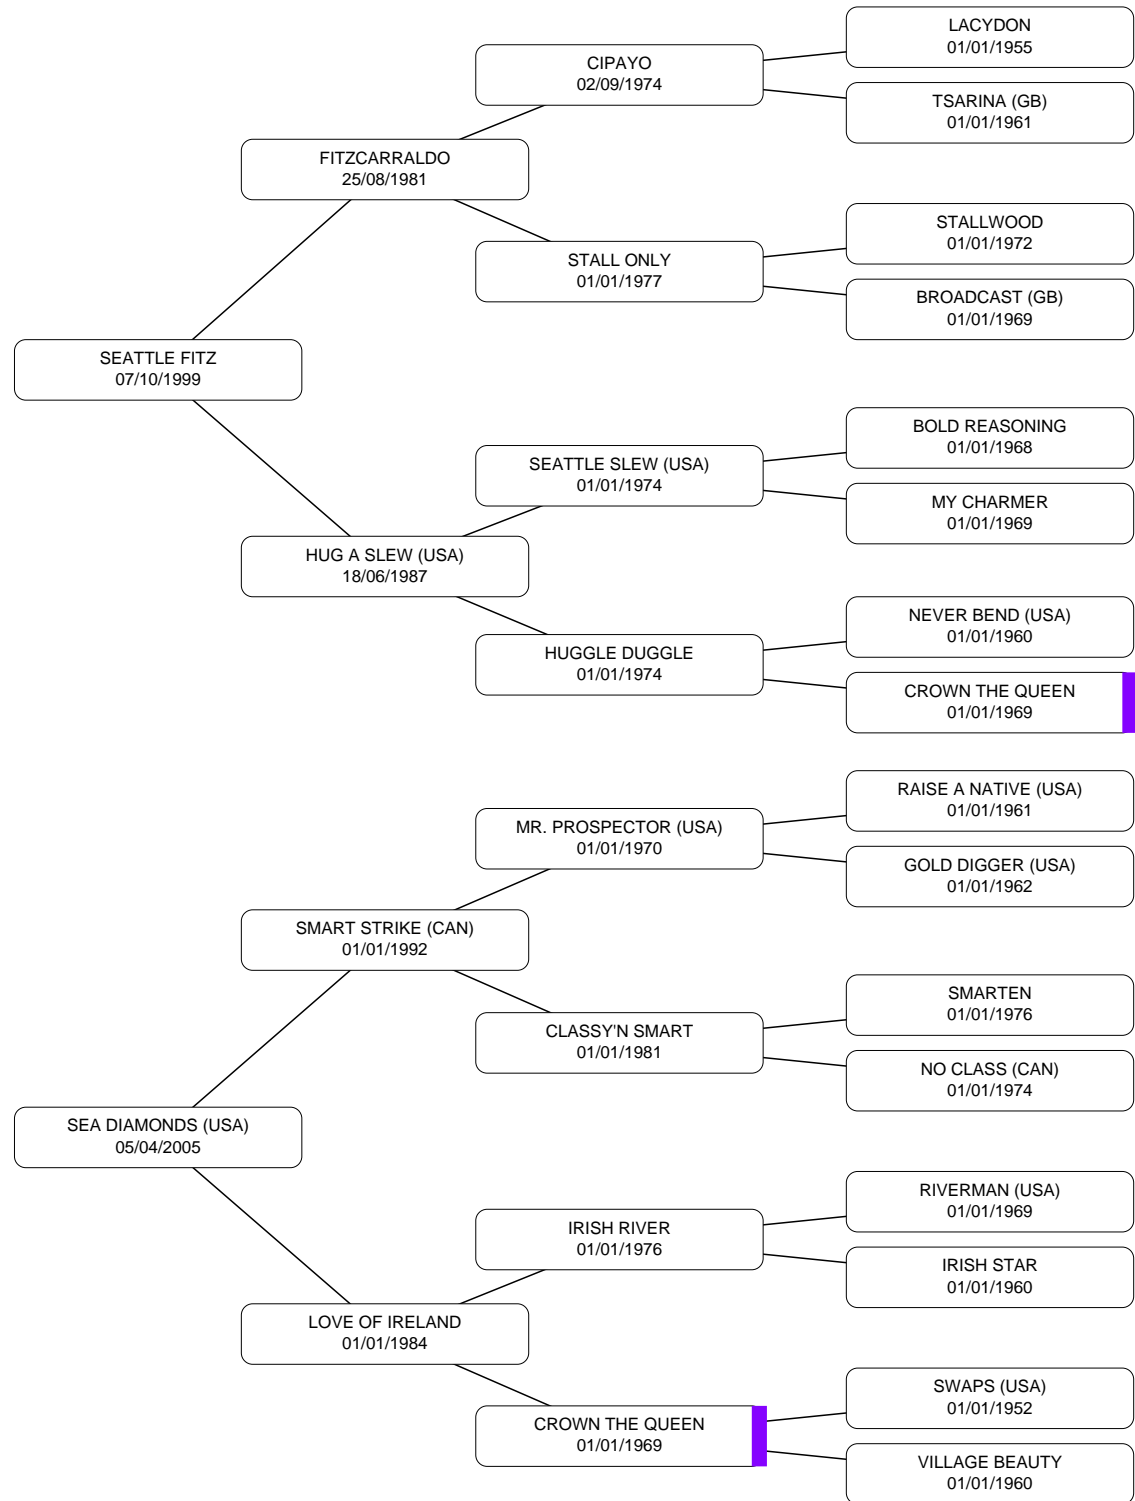 LACYDON
01/01/1955
CIPAYO
02/09/1974
TSARINA (GB)
01/01/1961
FITZCARRALDO
25/08/1981
STALLWOOD
01/01/1972
STALL ONLY
01/01/1977
BROADCAST (GB)
01/01/1969
SEATTLE FITZ
07/10/1999
BOLD REASONING
01/01/1968
SEATTLE SLEW (USA)
01/01/1974
MY CHARMER
01/01/1969
HUG A SLEW (USA)
18/06/1987
NEVER BEND (USA)
01/01/1960
HUGGLE DUGGLE
01/01/1974
CROWN THE QUEEN
01/01/1969
RAISE A NATIVE (USA)
01/01/1961
MR. PROSPECTOR (USA)
01/01/1970
GOLD DIGGER (USA)
01/01/1962
SMART STRIKE (CAN)
01/01/1992
SMARTEN
01/01/1976
CLASSY'N SMART
01/01/1981
NO CLASS (CAN)
01/01/1974
SEA DIAMONDS (USA)
05/04/2005
RIVERMAN (USA)
01/01/1969
IRISH RIVER
01/01/1976
IRISH STAR
01/01/1960
LOVE OF IRELAND
01/01/1984
SWAPS (USA)
01/01/1952
CROWN THE QUEEN
01/01/1969
VILLAGE BEAUTY
01/01/1960